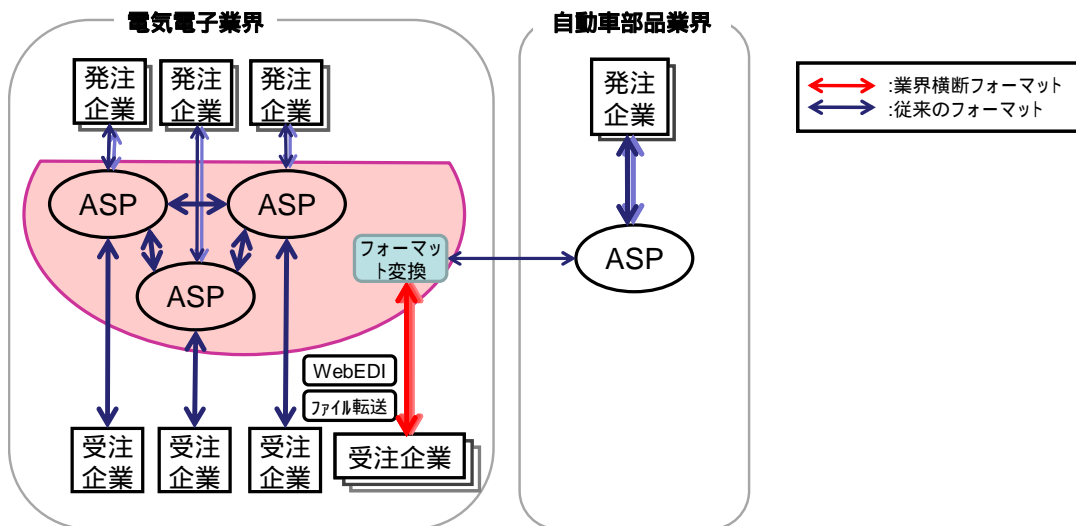 電気電子業界
自動車部品業界
発注
企業
発注
企業
発注
企業
発注
企業
:業界横断フォーマット
:従来のフォーマット
ASP
ASP
ASP
フォーマッ
ト変換
ASP
WebEDI
ファイル転送
受注
企業
受注
企業
受注
企業
受注企業